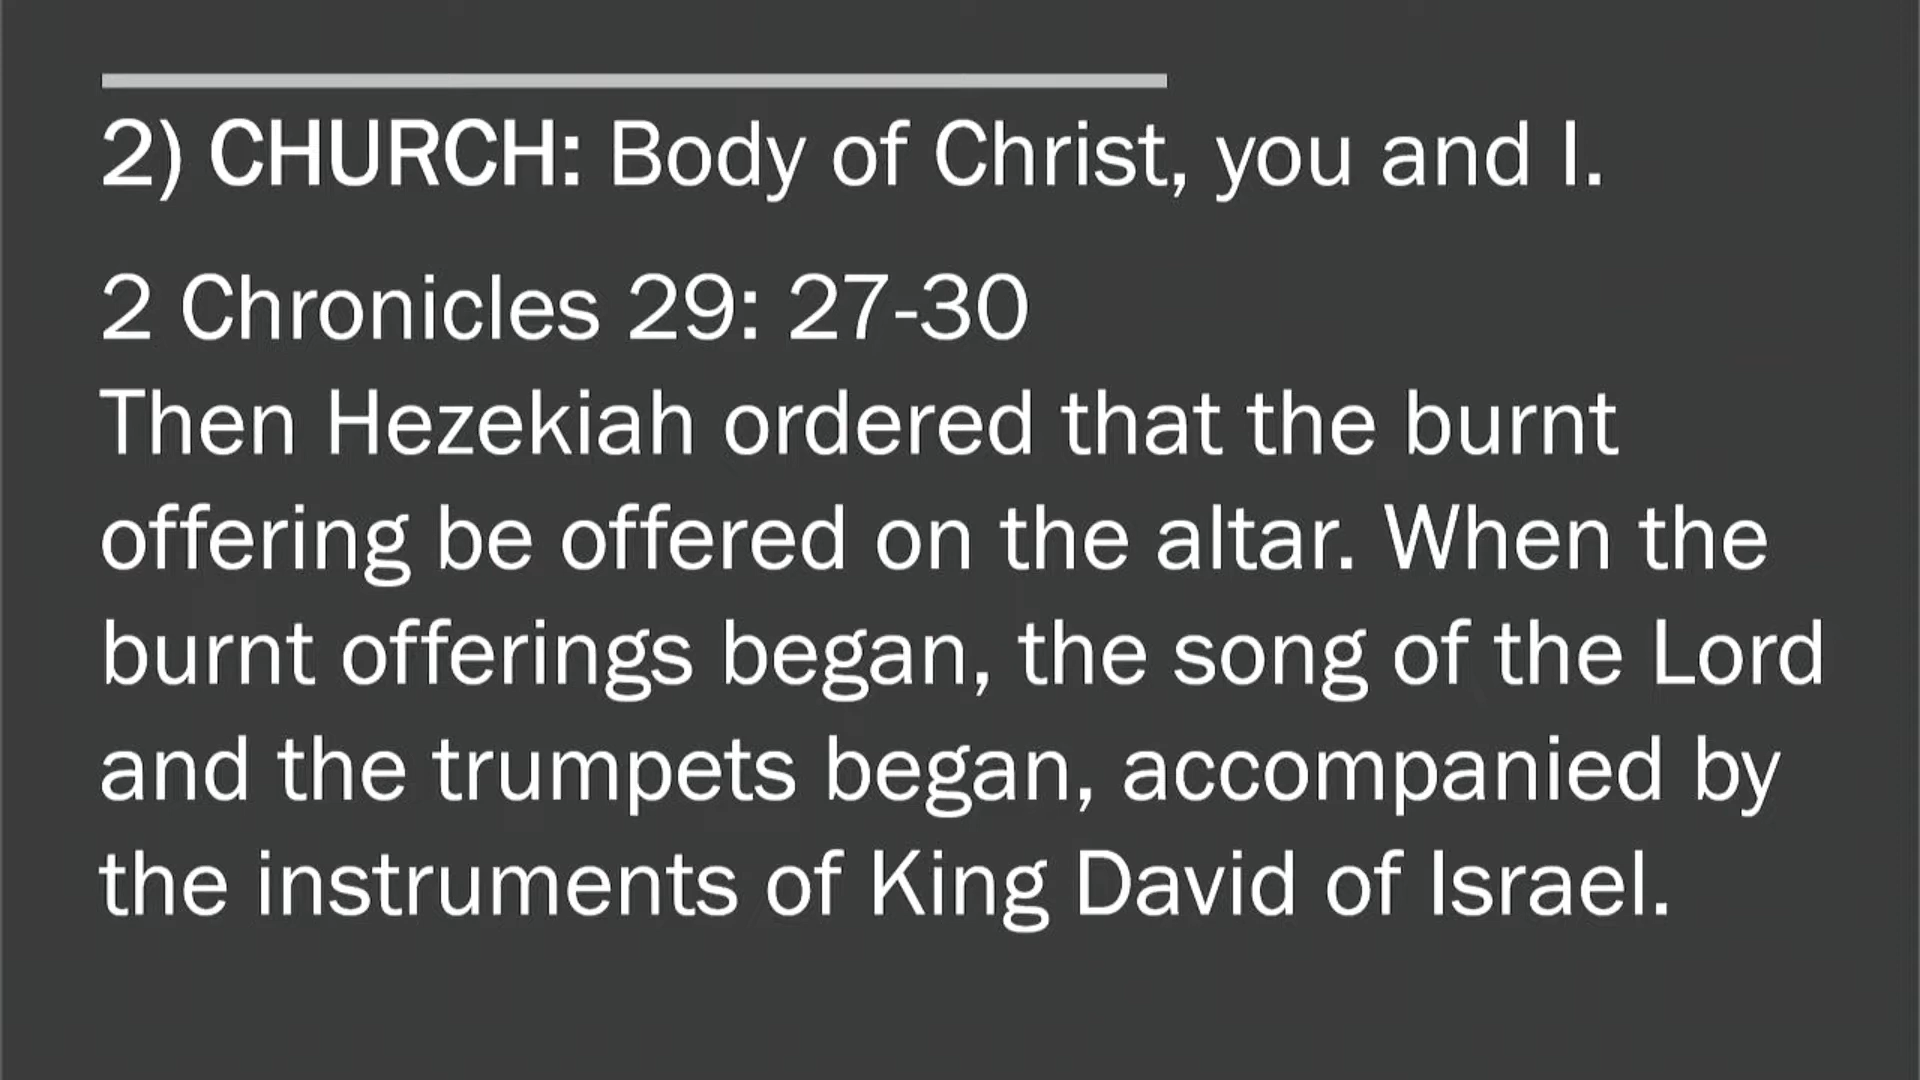 2) CHURCH: Body of Christ, you and I.
2 Chronicles 29: 27-30
Then Hezekiah ordered that the burnt
offering be offered on the altar. When the
burnt offerings began, the song of the Lord
and the trumpets began, accompanied by
the instruments of King David of Israel.